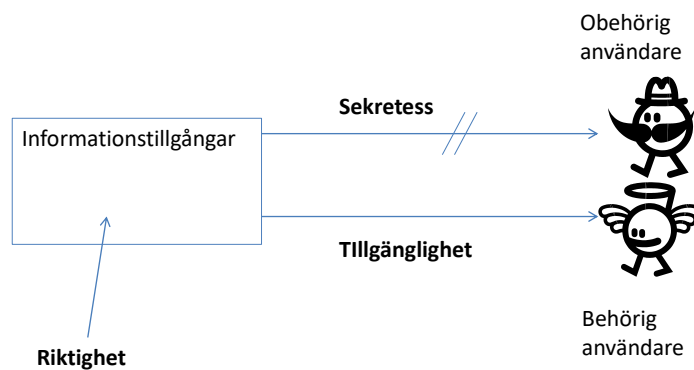 Obehörig
användare
Sekretess
Informationstillgångar
TIllgänglighet
Behörig
användare
Riktighet